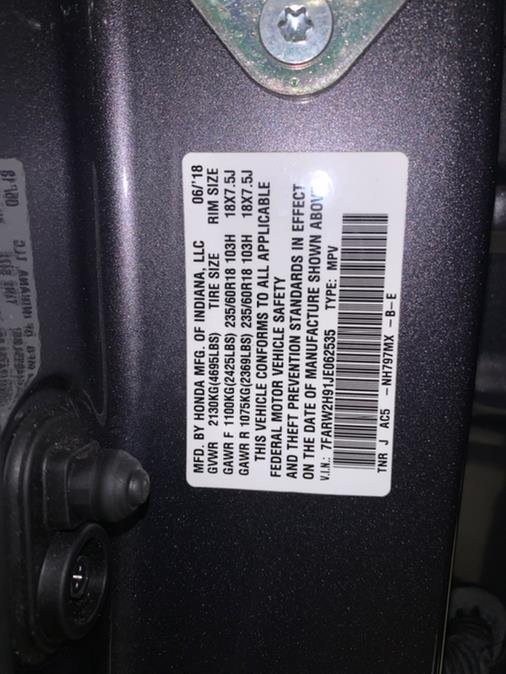 MFD. BY HONDA MFG. OF INDIANA, LLC 06/'18
GVWR 2130KG(4695LBS) TIRE SIZE RIM SIZE
GAWR F 1100KG(2425LBS) 235/60R18 103H 18X7.5J
GAWR R 1075KG(2369LBS) 235/60R18 103H 18X7.5J
THIS VEHICLE CONFORMS TO ALL APPLICABLE
FEDERAL MOTOR VEHICLE SAFETY
AND THEFT PREVENTION STANDARDS IN EFFECT
ON THE DATE OF MANUFACTURE SHOWN ABOVE
V.I.N.: 7FARW2H91JE062535 TYPE: MPV
TNR J AC5 -NH797MX -B-E